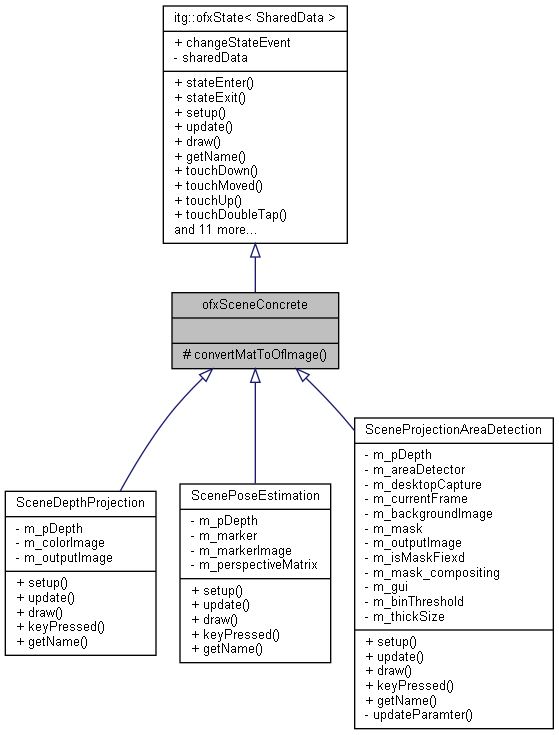 itg::ofxState< SharedData >
+ changeStateEvent
- sharedData
+ stateEnter()
+ stateExit()
+ setup()
+ update()
+ draw()
+ getName()
+ touchDown()
+ touchMoved()
+ touchUp()
+ touchDoubleTap()
and 11 more...
ofxSceneConcrete
# convertMatToOfImage()
SceneDepthProjection
- m_pDepth
- m_colorImage
- m_outputImage
+ setup()
+ update()
+ draw()
+ keyPressed()
+ getName()
ScenePoseEstimation
- m_pDepth
- m_marker
- m_markerImage
- m_perspectiveMatrix
+ setup()
+ update()
+ draw()
+ keyPressed()
+ getName()
SceneProjectionAreaDetection
- m_pDepth
- m_areaDetector
- m_desktopCapture
- m_currentFrame
- m_backgroundImage
- m_mask
- m_outputImage
- m_isMaskFiexd
- m_mask_compositing
- m_gui
- m_binThreshold
- m_thickSize
+ setup()
+ update()
+ draw()
+ keyPressed()
+ getName()
- updateParamter()